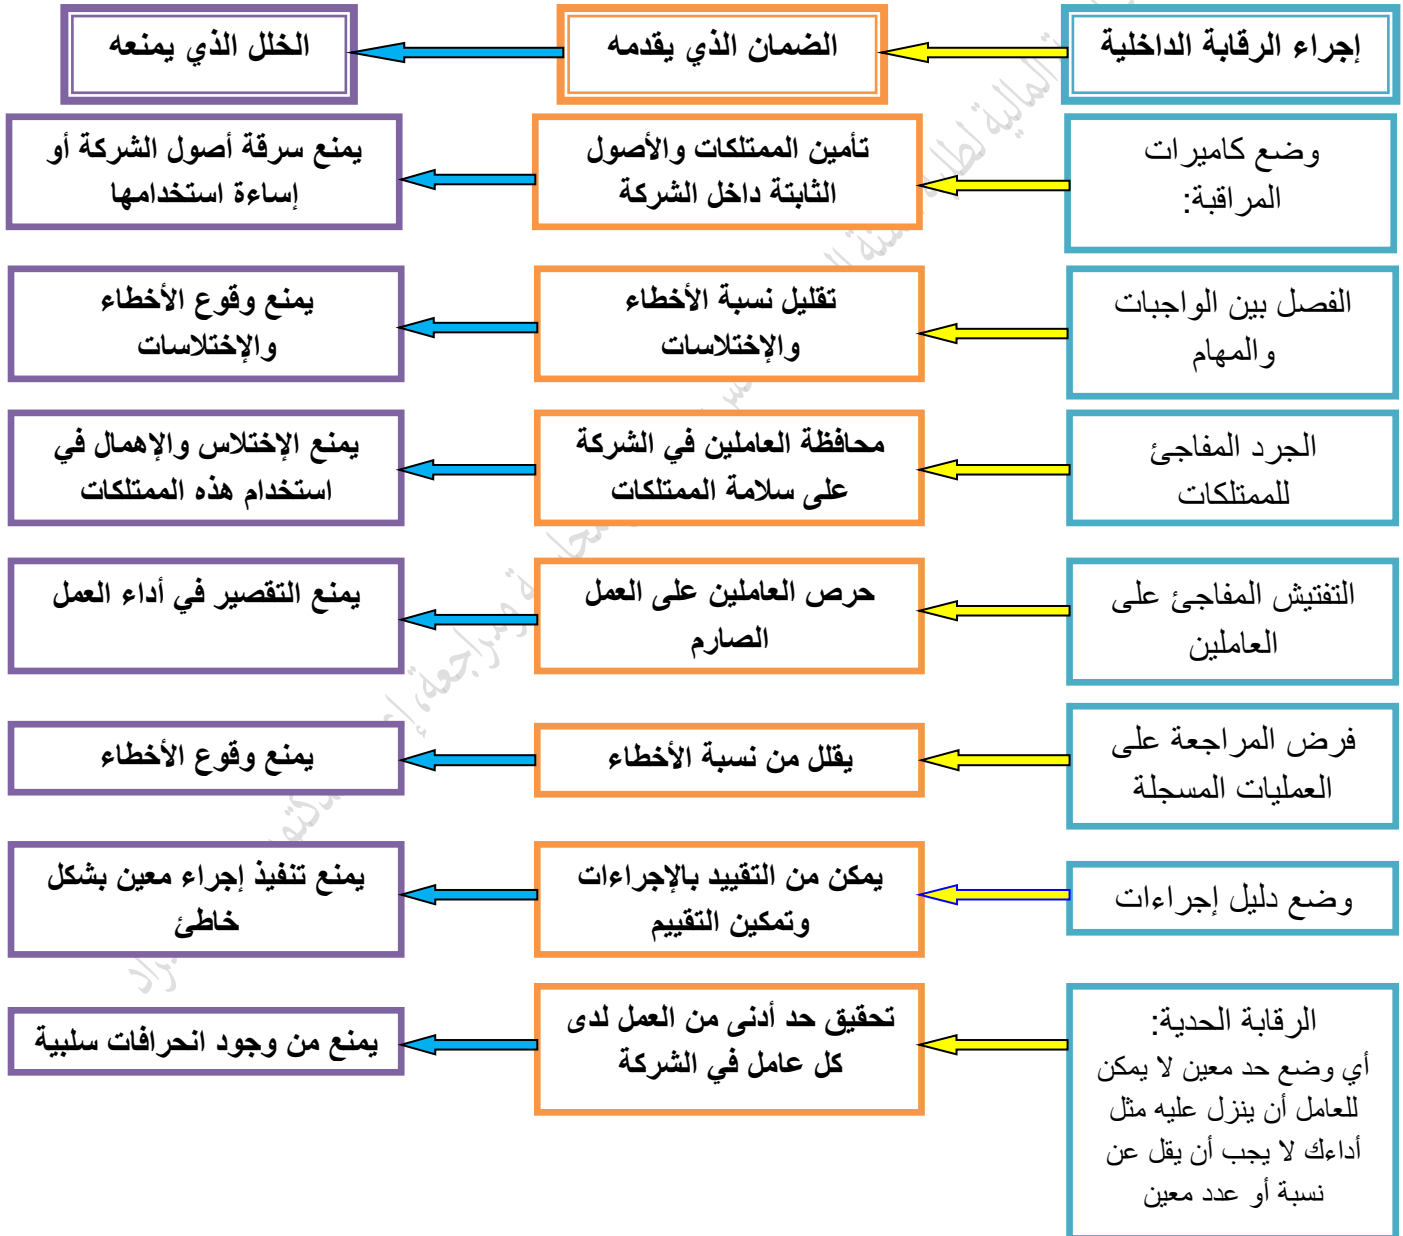 إجراء الرقابة الداخلية
الضمان الذي يقدمه
الخلل الذي يمنعه
وضع كاميرات
المراقبة:
تأمين الممتلكات والأصول
الثابتة داخل الشركة
يمنع سرقة أصول الشركة أو
إساءة استخدامها
الفصل بين الواجبات
والمهام
تقليل نسبة الأخطاء
والإختلاسات
يمنع وقوع الأخطاء
والإختلاسات
الجرد المفاجئ
للممتلكات
محافظة العاملين في الشركة
على سلامة الممتلكات
يمنع الإختلاس والإهمال في
استخدام هذه الممتلكات
التفتيش المفاجئ على
العاملين
حرص العاملين على العمل
الصارم
يمنع التقصير في أداء العمل
فرض المراجعة على
العمليات المسجلة
يقلل من نسبة الأخطاء
يمنع وقوع الأخطاء
وضع دليل إجراءات
يمكن من التقييد بالإجراءات
وتمكين التقييم
يمنع تنفيذ إجراء معين بشكل
خاطئ
الرقابة الحدية:
أي وضع حد معين لا يمكن
للعامل أن ينزل عليه مثل
أداءك لا يجب أن يقل عن
نسبة أو عدد معين
تحقيق حد أدنى من العمل لدى
كل عامل في الشركة
يمنع من وجود انحرافات سلبية